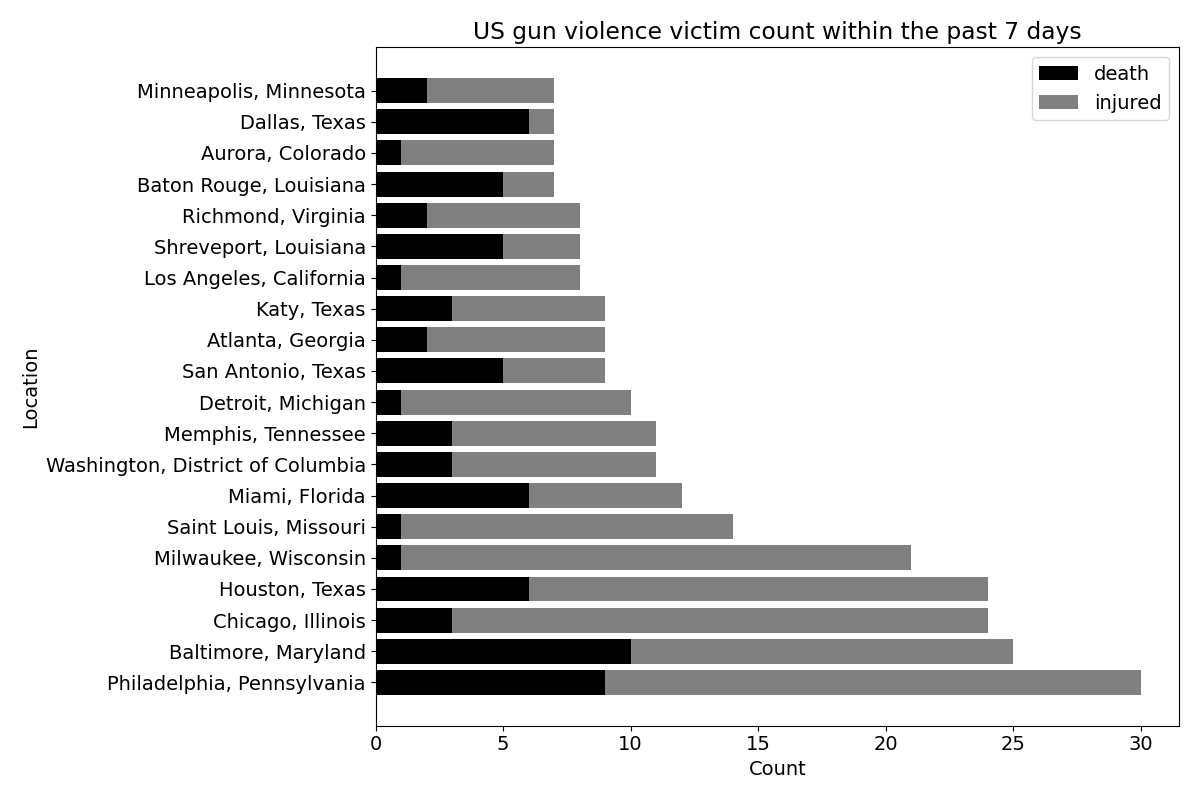 US gun violence victim count within the past 7 days
death
injured
Minneapolis, Minnesota
Dallas, Texas
Aurora, Colorado
Baton Rouge, Louisiana
Richmond, Virginia
Shreveport, Louisiana
Los Angeles, California
Katy, Texas
Atlanta, Georgia
San Antonio, Texas
Detroit, Michigan
Memphis, Tennessee
Washington, District of Columbia
Miami, Florida
Saint Louis, Missouri
Milwaukee, Wisconsin
Houston, Texas
Chicago, Illinois
Baltimore, Maryland
Philadelphia, Pennsylvania
Location
0 5 10 15 20 25 30
Count